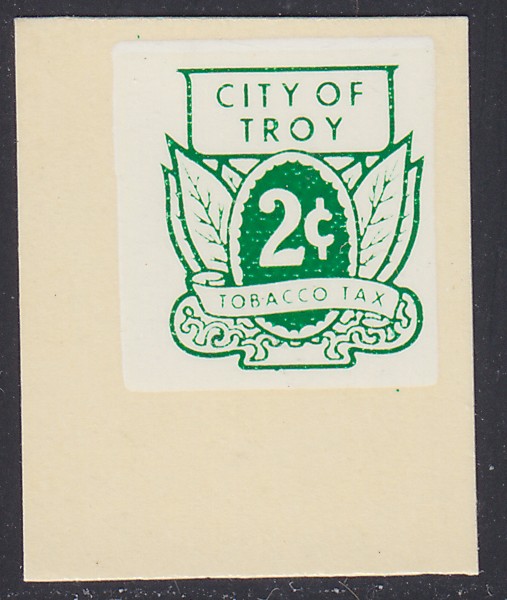 CITY OF
TROY
2¢
TOBACCO TAX